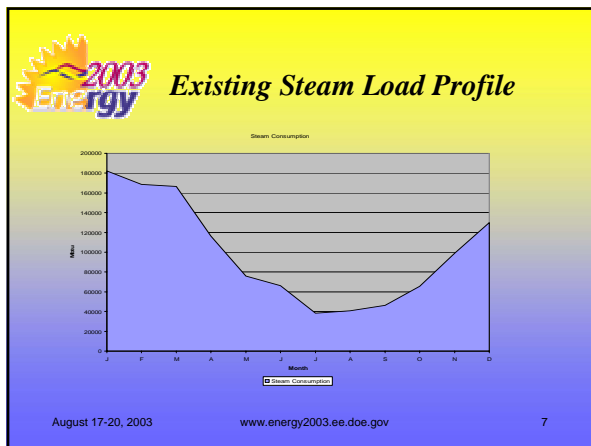 2003
Energy
Existing Steam Load Profile
Steam Consumption
200000
180000
160000
140000
120000
100000
80000
60000
40000
20000
0
Mbtu
J F M A M J J A S O N D
Month
Steam Consumption
August 17-20, 2003 www.energy2003.ee.doe.gov 7